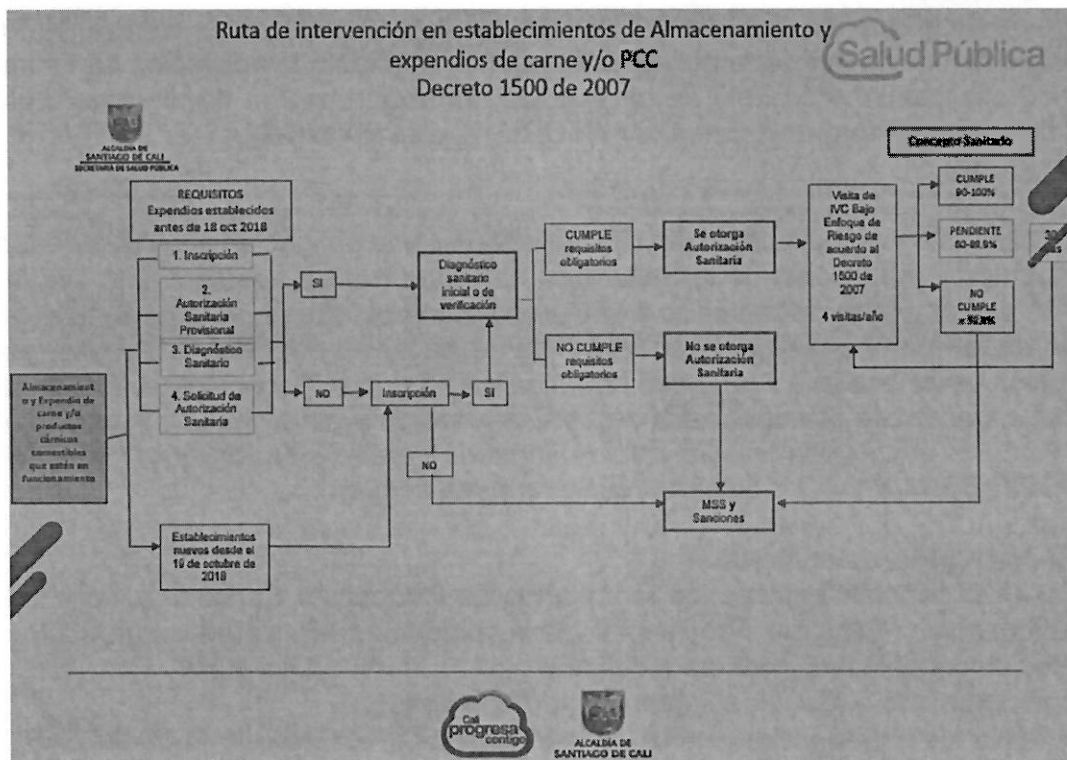 Ruta de intervención en establecimientos de Almacenamiento y
expendios de carne y/o PCC
Decreto 1500 de 2007
Salud Pública
ALCALDÍA DE
SANTIAGO DE CALI
SECRETARÍA DE SALUD PÚBLICA
REQUISITOS
Expendios establecidos
antes de 18 oct 2018
1. Inscripción
2.
Autorización
Sanitaria
Provisional
3. Diagnóstico
Sanitario
4. Solicitud de
Autorización
Sanitaria
Almacenamient
o y Expendio de
carne y/o
productos
cárnicos
comestibles
que estén en
funcionamiento
Establecimientos
nuevos desde el
19 de octubre de
2018
SI
NO
Inscripción
SI
NO
Diagnóstico
sanitario
inicial o de
verificación
CUMPLE
requisitos
obligatorios
NO CUMPLE
requisitos
obligatorios
Se otorga
Autorización
Sanitaria
No se otorga
Autorización
Sanitaria
MSS y
Sanciones
Visita de
IVC Bajo
Enfoque de
Riesgo de
acuerdo al
Decreto
1500 de
2007
4 visitas/año
Concepto Sanitado
CUMPLE
90-100%
PENDIENTE
60-89,9%
NO
CUMPLE
30
Cali
progresa
contigo
ALCALDÍA DE
SANTIAGO DE CALI